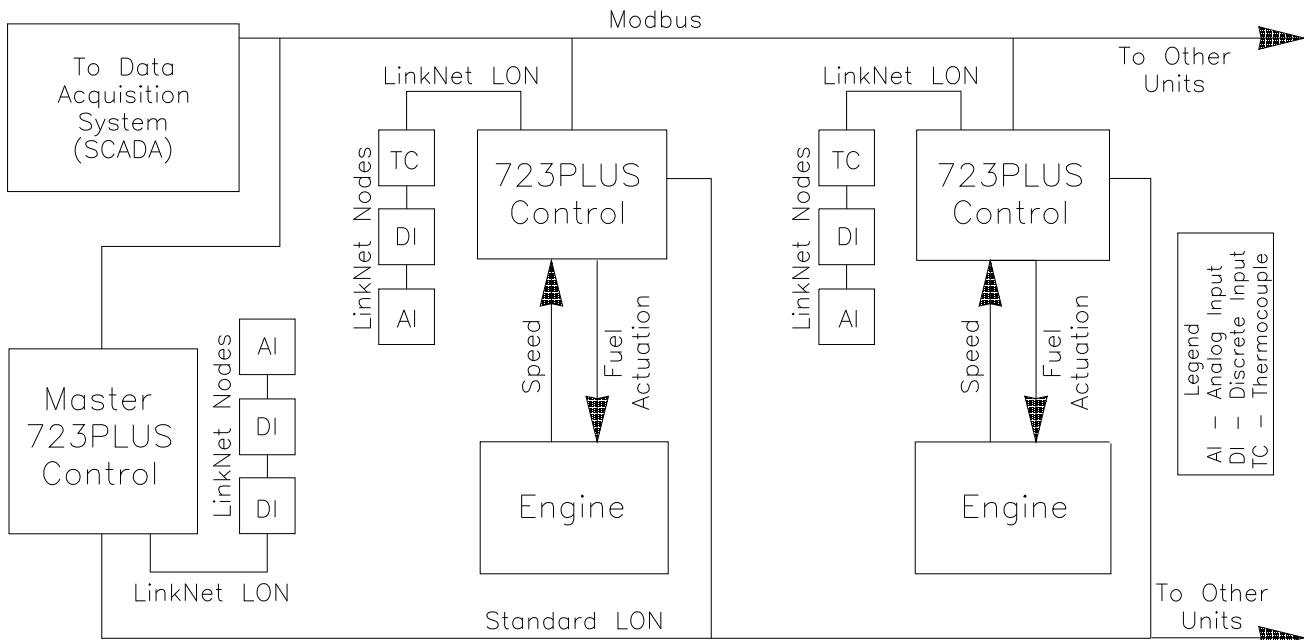 Modbus
To Data
Acquisition
System
(SCADA)
To Other
Units
LinkNet LON
LinkNet Nodes
TC
DI
AI
723PLUS
Control
Speed
Fuel
Actuation
Engine
LinkNet LON
LinkNet Nodes
TC
DI
AI
723PLUS
Control
Speed
Fuel
Actuation
Engine
Legend
AI – Analog Input
DI – Discrete Input
TC – Thermocouple
Master
723PLUS
Control
LinkNet Nodes
AI
DI
DI
LinkNet LON
Standard LON
To Other
Units